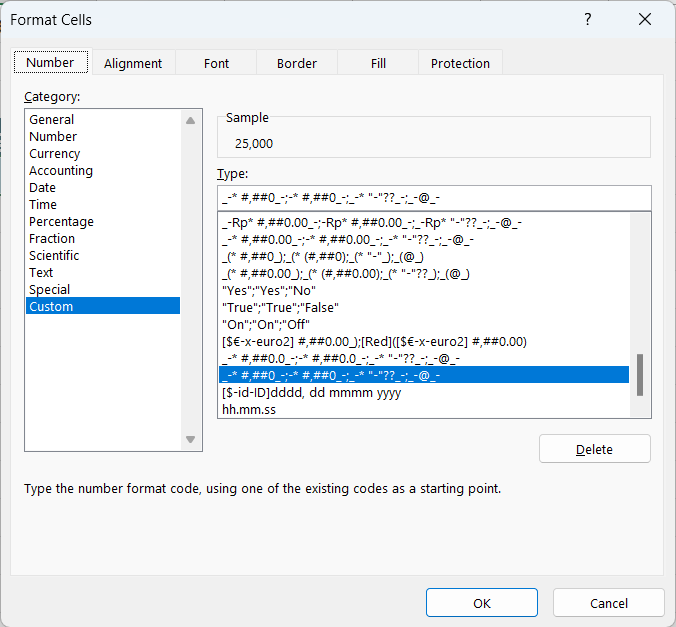 Format Cells
?
Number
Alignment
Font
Border
Fill
Protection
Category:
General
Number
Currency
Accounting
Date
Time
Percentage
Fraction
Scientific
Text
Special
Custom
Sample
25,000
Type:
_-* #,##0_-;-* #,##0_-;_-* "-"??_-;_-@_-
_-Rp* #,##0.00_-;-Rp* #,##0.00_-;_-Rp* "-"??_-;_-@_-
_-* #,##0.00_-;-* #,##0.00_-;_-* "-"??_-;_-@_-
_(* #,##0_);_(* (#,##0);_(* "-"_);_(@_)
_(* #,##0.00_);_(* (#,##0.00);_(* "-"??_);_(@_)
"Yes";"Yes";"No"
"True";"True";"False"
"On";"On";"Off"
[$€-x-euro2] #,##0.00_);[Red]([$€-x-euro2] #,##0.00)
_-* #,##0.0_-;-* #,##0.0_-;_-* "-"??_-;_-@_-
_-* #,##0_-;-* #,##0_-;_-* "-"??_-;_-@_-
[$-id-ID]dddd, dd mmmm yyyy
hh.mm.ss
Delete
Type the number format code, using one of the existing codes as a starting point.
OK
Cancel